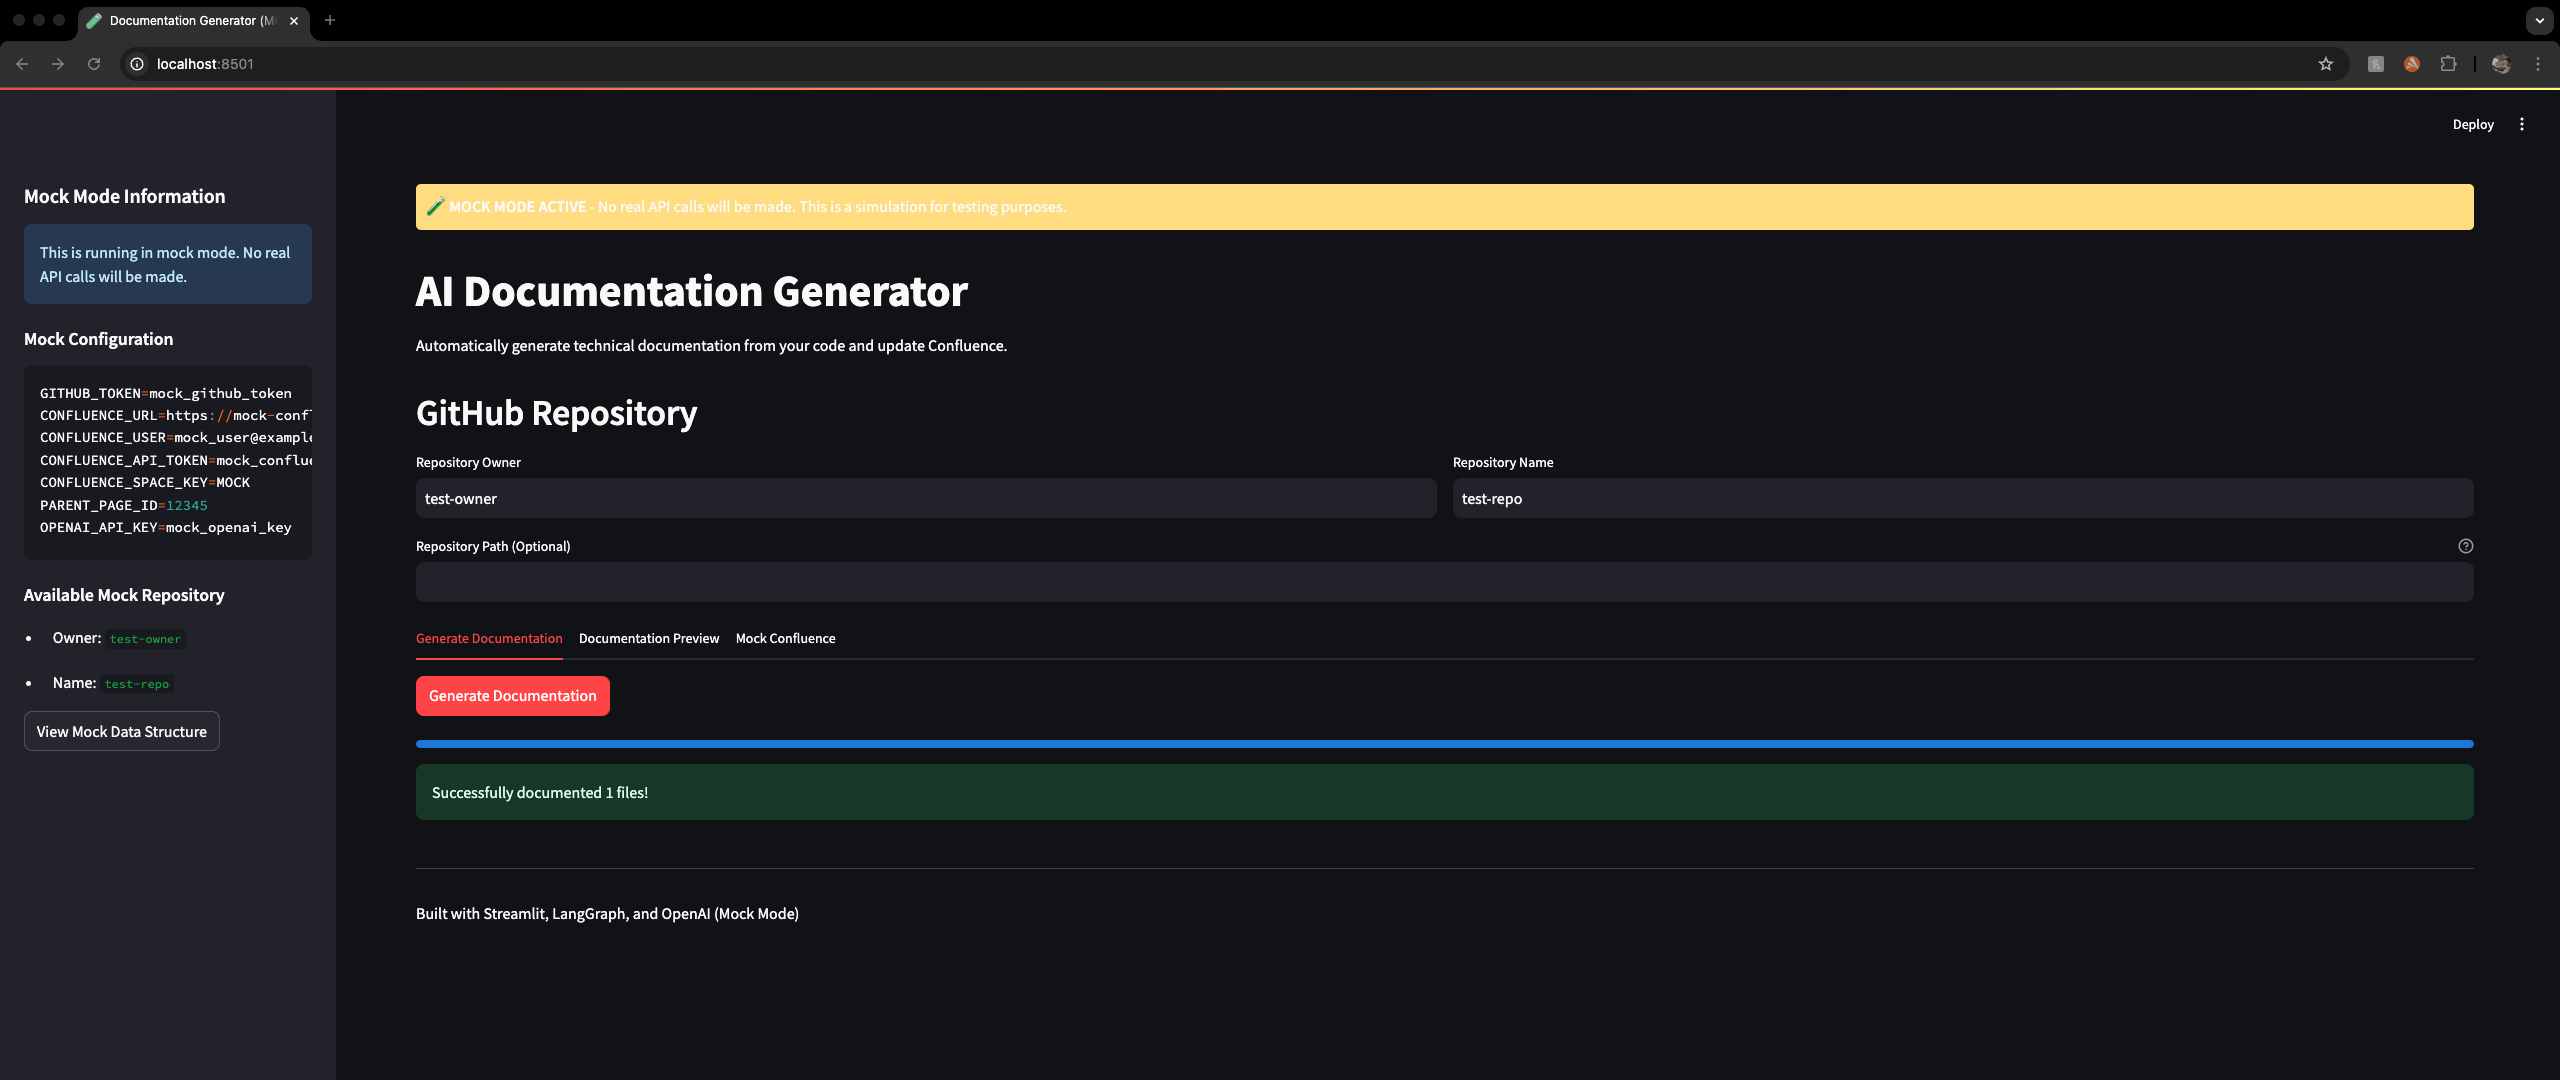 Documentation Generator (M
localhost:8501
Deploy
Mock Mode Information
This is running in mock mode. No real
API calls will be made.
Mock Configuration
GITHUB_TOKEN=mock_github_token
CONFLUENCE_URL=https://mock-conf
CONFLUENCE_USER=mock_user@example
CONFLUENCE_API_TOKEN=mock_conflue
CONFLUENCE_SPACE_KEY=MOCK
PARENT_PAGE_ID=12345
OPENAI_API_KEY=mock_openai_key
Available Mock Repository
Owner: test-owner
Name: test-repo
View Mock Data Structure
MOCK MODE ACTIVE - No real API calls will be made. This is a simulation for testing purposes.
AI Documentation Generator
Automatically generate technical documentation from your code and update Confluence.
GitHub Repository
Repository Owner
Repository Name
test-owner
test-repo
Repository Path (Optional)
Generate Documentation
Documentation Preview
Mock Confluence
Generate Documentation
Successfully documented 1 files!
Built with Streamlit, LangGraph, and OpenAI (Mock Mode)